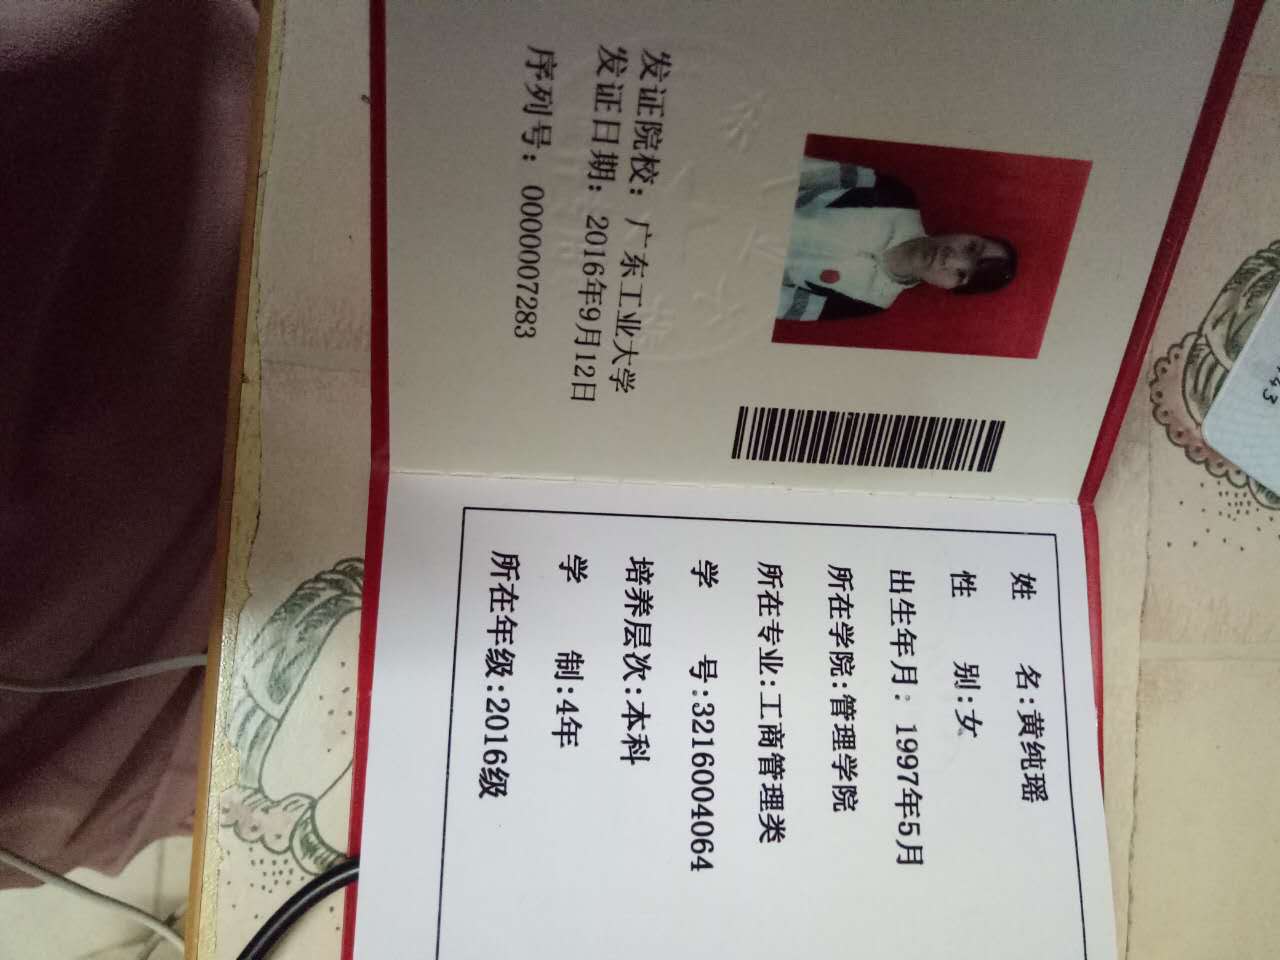 发证院校：广东工业大学
发证日期：2016年9月12日
序列号：0000007283
姓 名:黄纯瑶
性 别:女
出生年月：1997年5月
所在学院:管理学院
所在专业:工商管理类
学 号:3216004064
培养层次:本科
学 制:4年
所在年级:2016级